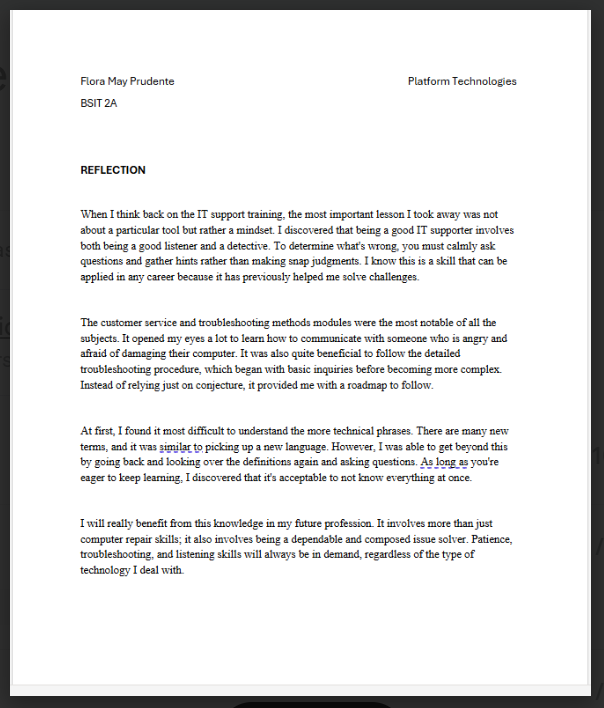 Flora May Prudente Platform Technologies
BSIT 2A
REFLECTION
When I think back on the IT support training, the most important lesson I took away was not
about a particular tool but rather a mindset. I discovered that being a good IT supporter involves
both being a good listener and a detective. To determine what's wrong, you must calmly ask
questions and gather hints rather than making snap judgments. I know this is a skill that can be
applied in any career because it has previously helped me solve challenges.
The customer service and troubleshooting methods modules were the most notable of all the
subjects. It opened my eyes a lot to learn how to communicate with someone who is angry and
afraid of damaging their computer. It was also quite beneficial to follow the detailed
troubleshooting procedure, which began with basic inquiries before becoming more complex.
Instead of relying just on conjecture, it provided me with a roadmap to follow.
At first, I found it most difficult to understand the more technical phrases. There are many new
terms, and it was similar to picking up a new language. However, I was able to get beyond this
by going back and looking over the definitions again and asking questions. As long as you're
eager to keep learning, I discovered that it's acceptable to not know everything at once.
I will really benefit from this knowledge in my future profession. It involves more than just
computer repair skills; it also involves being a dependable and composed issue solver. Patience,
troubleshooting, and listening skills will always be in demand, regardless of the type of
technology I deal with.